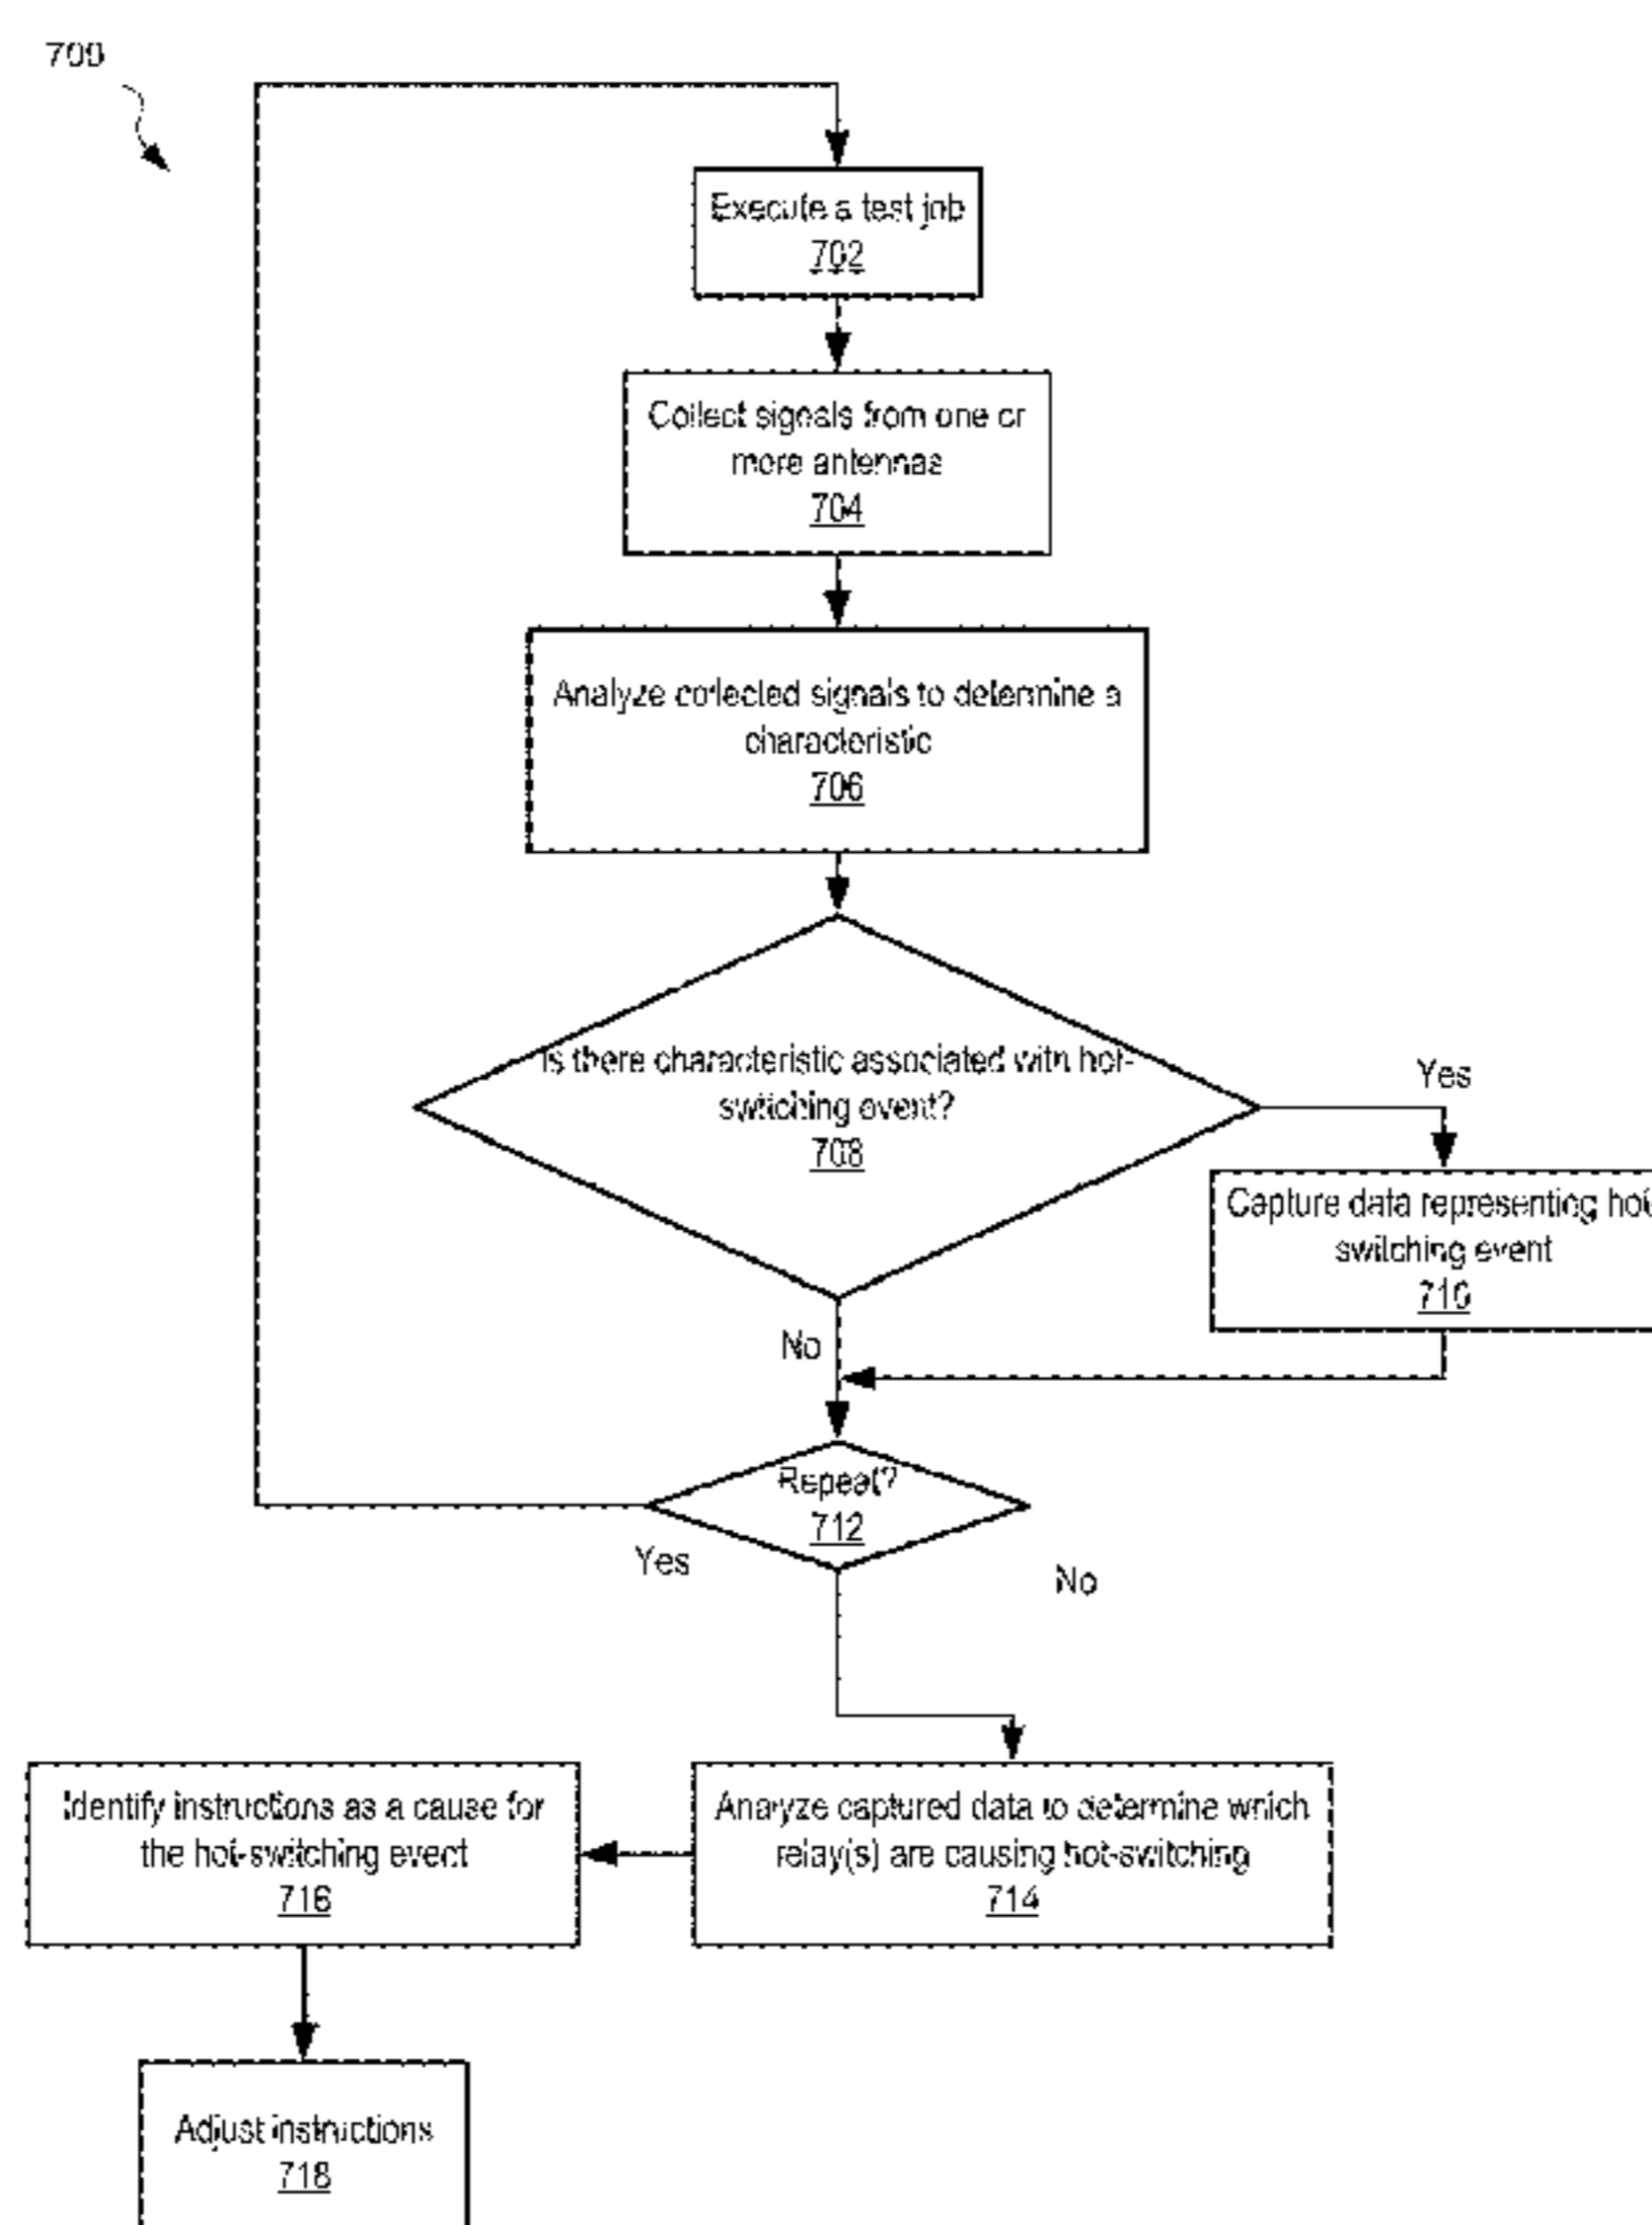 700
Execute a test job
702
Collect signals from one or
more antennas
704
Analyze collected signals to determine a
characteristic
706
Is there characteristic associated with hot-
switching event?
708
Yes
Capture data representing hot
switching event
710
No
Repeat?
712
Yes
No
Identify instructions as a cause for
the hot-switching event
716
Analyze captured data to determine which
relay(s) are causing hot-switching
714
Adjust instructions
718